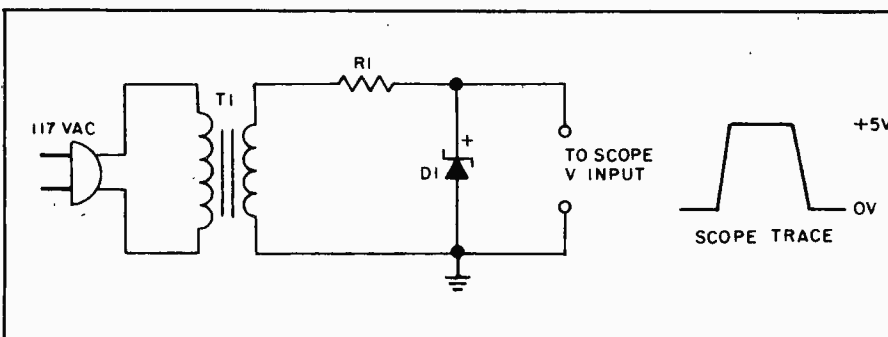 117 VAC
T1
R1
+
D1
TO SCOPE
V INPUT
+5V
0V
SCOPE TRACE